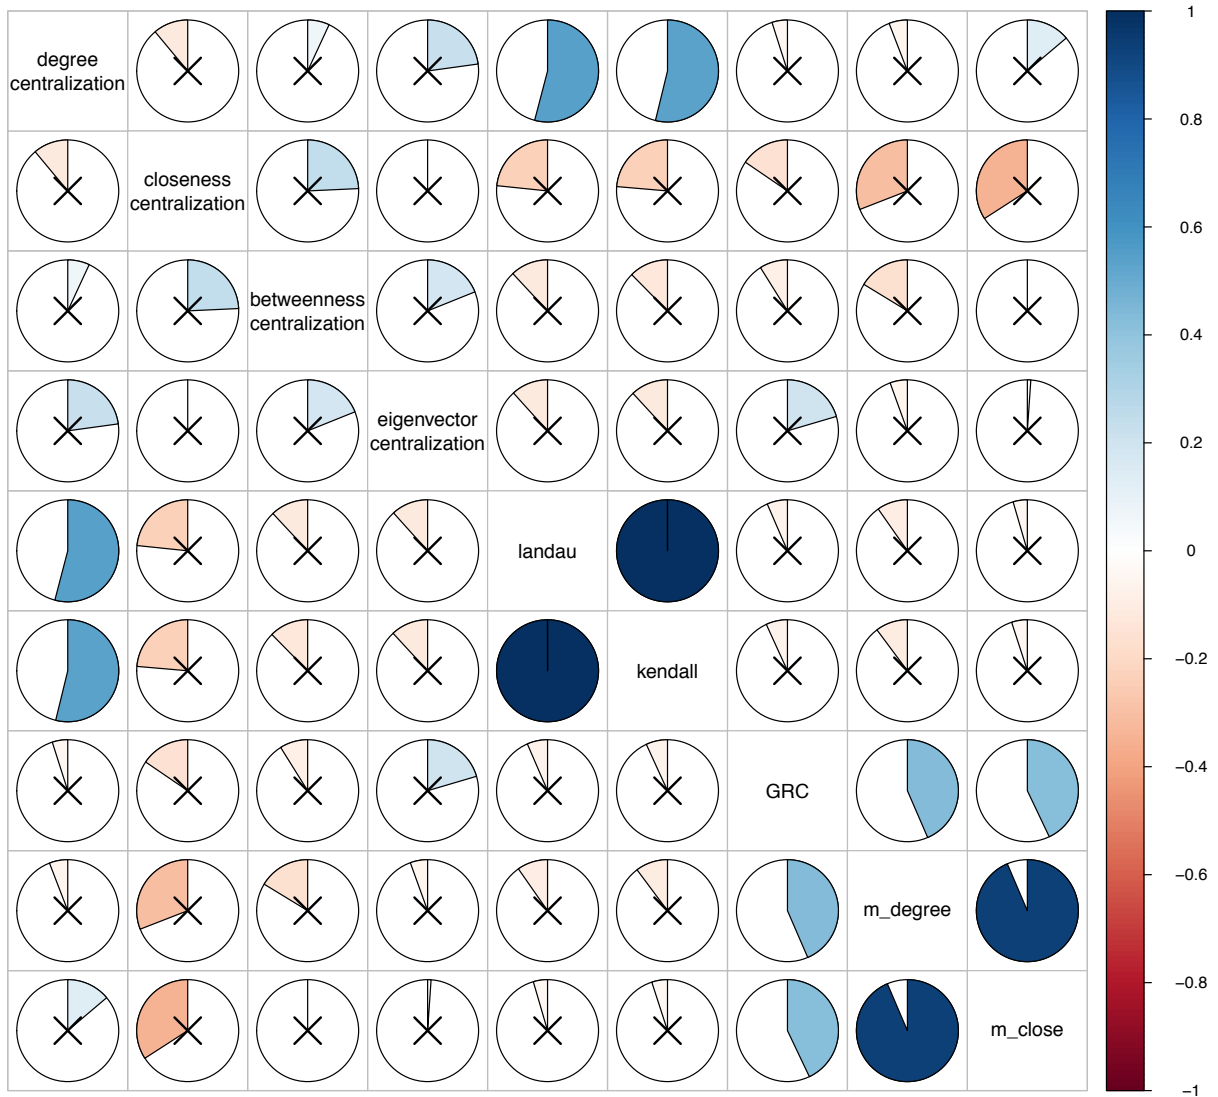 degree
centralization
closeness
centralization
betweenness
centralization
eigenvector
centralization
landau
kendall
GRC
m_degree
m_close
1
0.8
0.6
0.4
0.2
0
−0.2
−0.4
−0.6
−0.8
−1